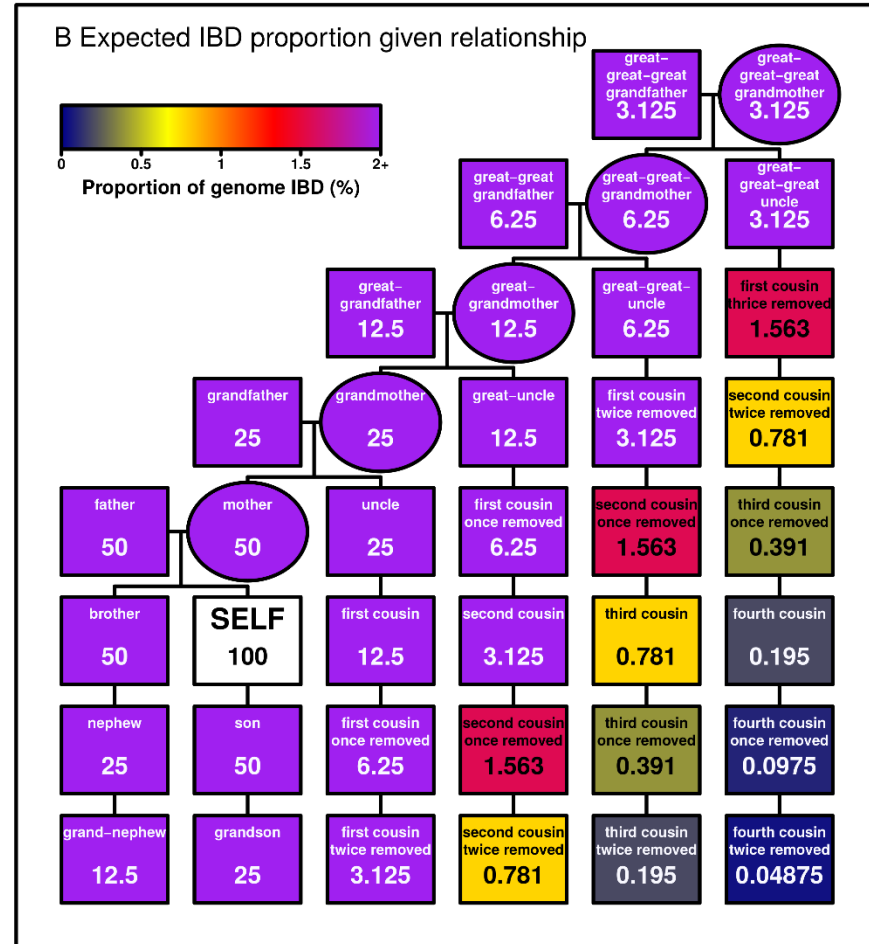 B Expected IBD proportion given relationship
0 0.5 1 1.5 2+
Proportion of genome IBD (%)
great-
great-great
grandfather
3.125
great-
great-great
grandmother
3.125
great-great
grandfather
6.25
great-great-
grandmother
6.25
great-
great-great
uncle
3.125
great-
grandfather
12.5
great-
grandmother
12.5
great-great-
uncle
6.25
first cousin
thrice removed
1.563
grandfather
25
grandmother
25
great-uncle
12.5
first cousin
twice removed
3.125
second cousin
twice removed
0.781
father
50
mother
50
uncle
25
first cousin
once removed
6.25
second cousin
once removed
1.563
third cousin
once removed
0.391
brother
50
SELF
100
first cousin
12.5
second cousin
3.125
third cousin
0.781
fourth cousin
0.195
nephew
25
son
50
first cousin
once removed
6.25
second cousin
once removed
1.563
third cousin
once removed
0.391
fourth cousin
once removed
0.0975
grand-nephew
12.5
grandson
25
first cousin
twice removed
3.125
second cousin
twice removed
0.781
third cousin
twice removed
0.195
fourth cousin
twice removed
0.04875